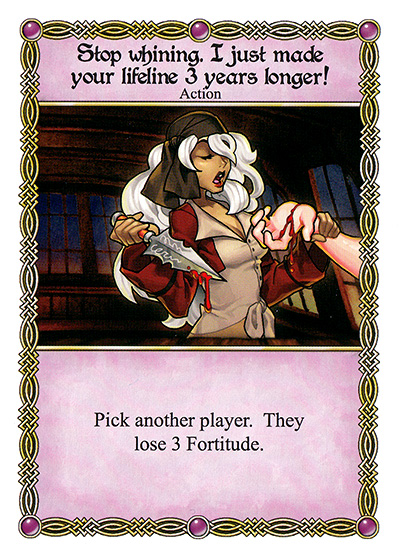 Stop whining. I just made
your lifeline 3 years longer!
Action
Pick another player.  They
lose 3 Fortitude.